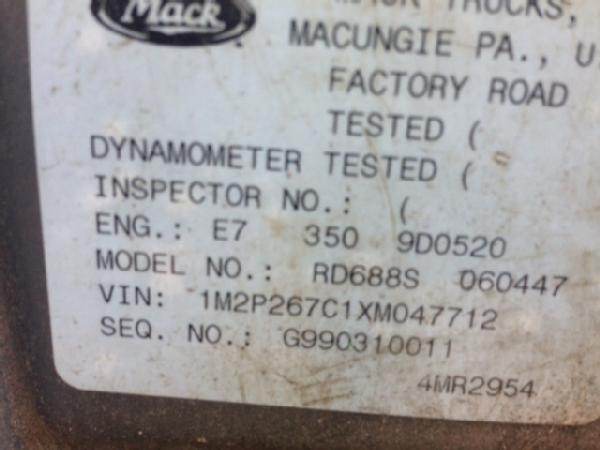 Mack
TRUCKS,
MACUNGIE PA., U
FACTORY ROAD
TESTED (
DYNAMOMETER TESTED (
INSPECTOR NO.: (
ENG.: E7 350 9D0520
MODEL NO.: RD688S 060447
VIN: 1M2P267C1XM047712
SEQ. NO.: G990310011
4MR2954